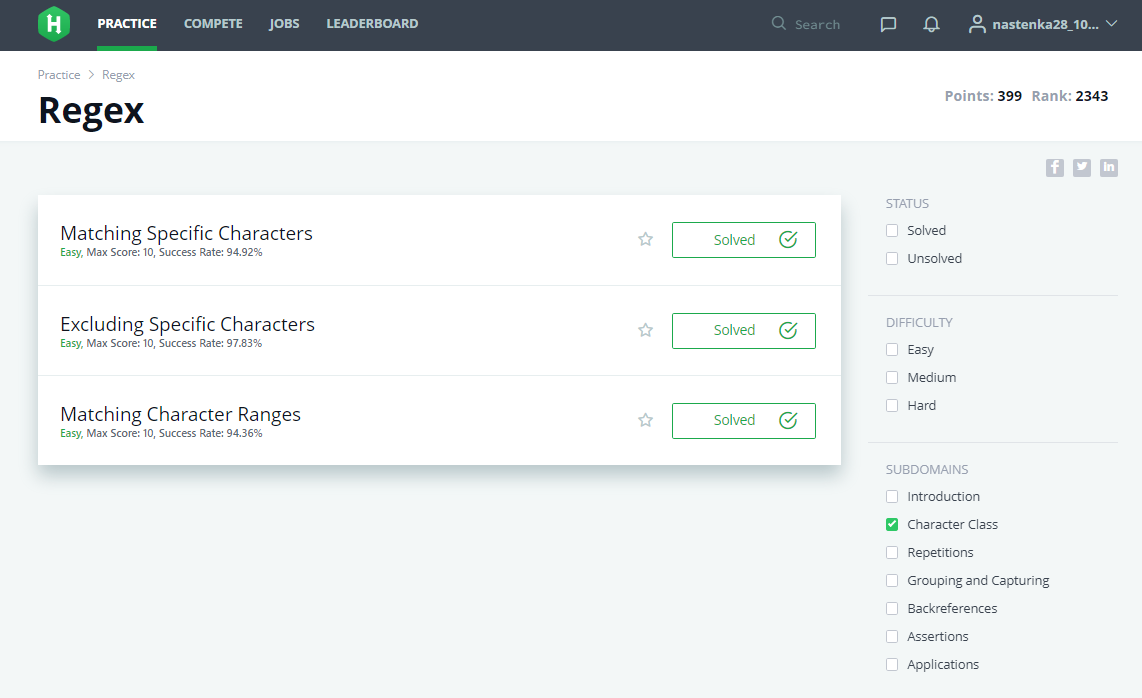 H PRACTICE COMPETE JOBS LEADERBOARD Search nastenka28_10...
Practice > Regex
Regex
Points: 399 Rank: 2343
f in
Matching Specific Characters
Easy, Max Score: 10, Success Rate: 94.92%
Solved
Excluding Specific Characters
Easy, Max Score: 10, Success Rate: 97.83%
Solved
Matching Character Ranges
Easy, Max Score: 10, Success Rate: 94.36%
Solved
STATUS
Solved
Unsolved
DIFFICULTY
Easy
Medium
Hard
SUBDOMAINS
Introduction
Character Class
Repetitions
Grouping and Capturing
Backreferences
Assertions
Applications